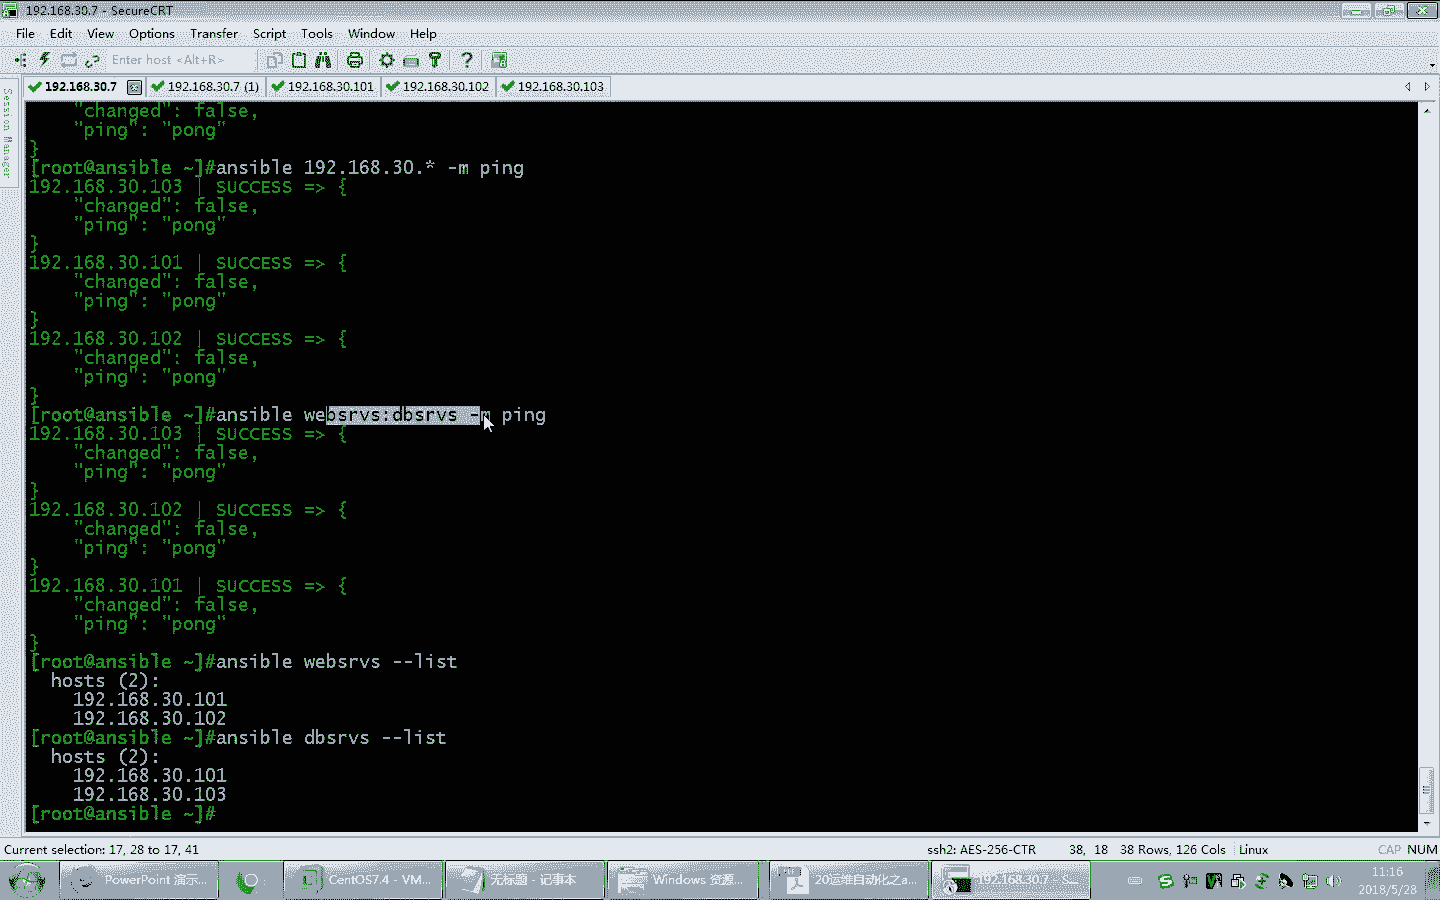 192.168.30.7 - SecureCRT
File Edit View Options Transfer Script Tools Window Help
Enter host <Alt+R>
192.168.30.7 192.168.30.7 (1) 192.168.30.101 192.168.30.102 192.168.30.103
Session Manager
"changed": false,
"ping": "pong"
}
[root@ansible ~]#ansible 192.168.30.* -m ping
192.168.30.103 | SUCCESS => {
"changed": false,
"ping": "pong"
}
192.168.30.101 | SUCCESS => {
"changed": false,
"ping": "pong"
}
192.168.30.102 | SUCCESS => {
"changed": false,
"ping": "pong"
}
[root@ansible ~]#ansible websrvs:dbsrvs -m ping
192.168.30.103 | SUCCESS => {
"changed": false,
"ping": "pong"
}
192.168.30.102 | SUCCESS => {
"changed": false,
"ping": "pong"
}
192.168.30.101 | SUCCESS => {
"changed": false,
"ping": "pong"
}
[root@ansible ~]#ansible websrvs --list
hosts (2):
192.168.30.101
192.168.30.102
[root@ansible ~]#ansible dbsrvs --list
hosts (2):
192.168.30.101
192.168.30.103
[root@ansible ~]#
Current selection: 17, 28 to 17, 41 ssh2: AES-256-CTR 38, 18 38 Rows, 126 Cols Linux CAP NUM
PowerPoint 演示... CentOS7.4 - VM... 无标题 - 记事本 Windows 资源... 20运维自动化之a... 192.168.30.7 - S... 11:16
2018/5/28